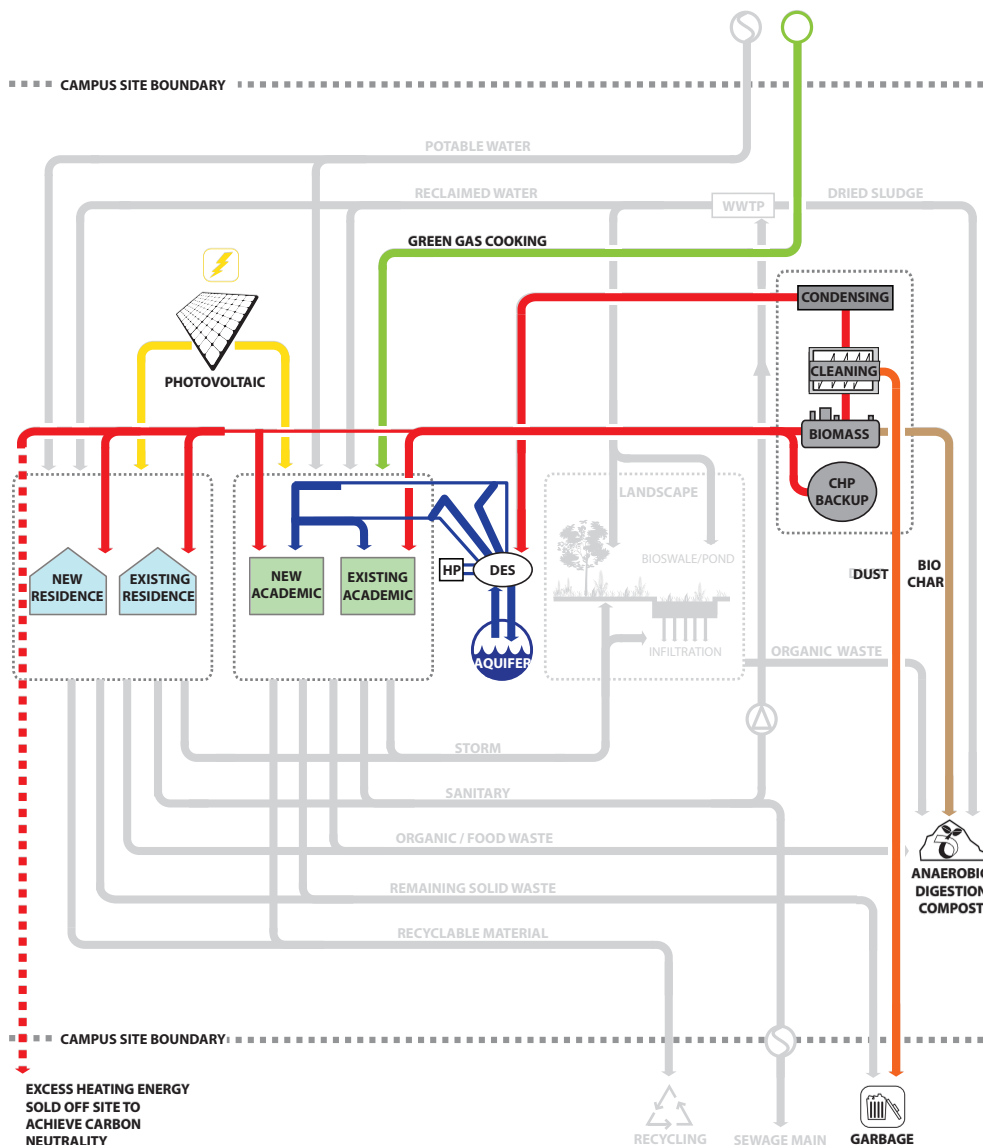 CAMPUS SITE BOUNDARY
POTABLE WATER
RECLAIMED WATER
WWTP
DRIED SLUDGE
GREEN GAS COOKING
CONDENSING
PHOTOVOLTAIC
CLEANING
BIOMASS
CHP
BACKUP
LANDSCAPE
BIOSWALE/POND
NEW
RESIDENCE
EXISTING
RESIDENCE
NEW
ACADEMIC
EXISTING
ACADEMIC
HP
DES
DUST
BIO
CHAR
AQUIFER
INFILTRATION
ORGANIC WASTE
STORM
SANITARY
ORGANIC / FOOD WASTE
ANAEROBIC
DIGESTION
COMPOST
REMAINING SOLID WASTE
RECYCLABLE MATERIAL
CAMPUS SITE BOUNDARY
EXCESS HEATING ENERGY
SOLD OFF SITE TO
ACHIEVE CARBON
NEUTRALITY
RECYCLING
SEWAGE MAIN
GARBAGE